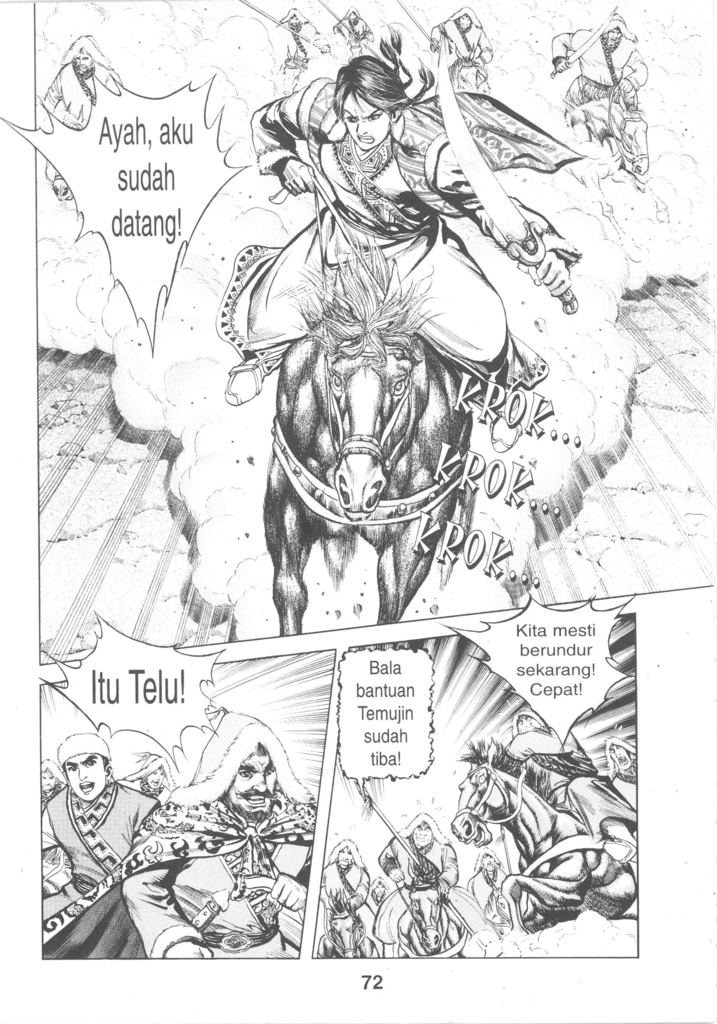 Ayah, aku
sudah
datang!
KROK...
KROK...
KROK...
Itu Telu!
Bala
bantuan
Temujin
sudah
tiba!
Kita mesti
berundur
sekarang!
Cepat!
72